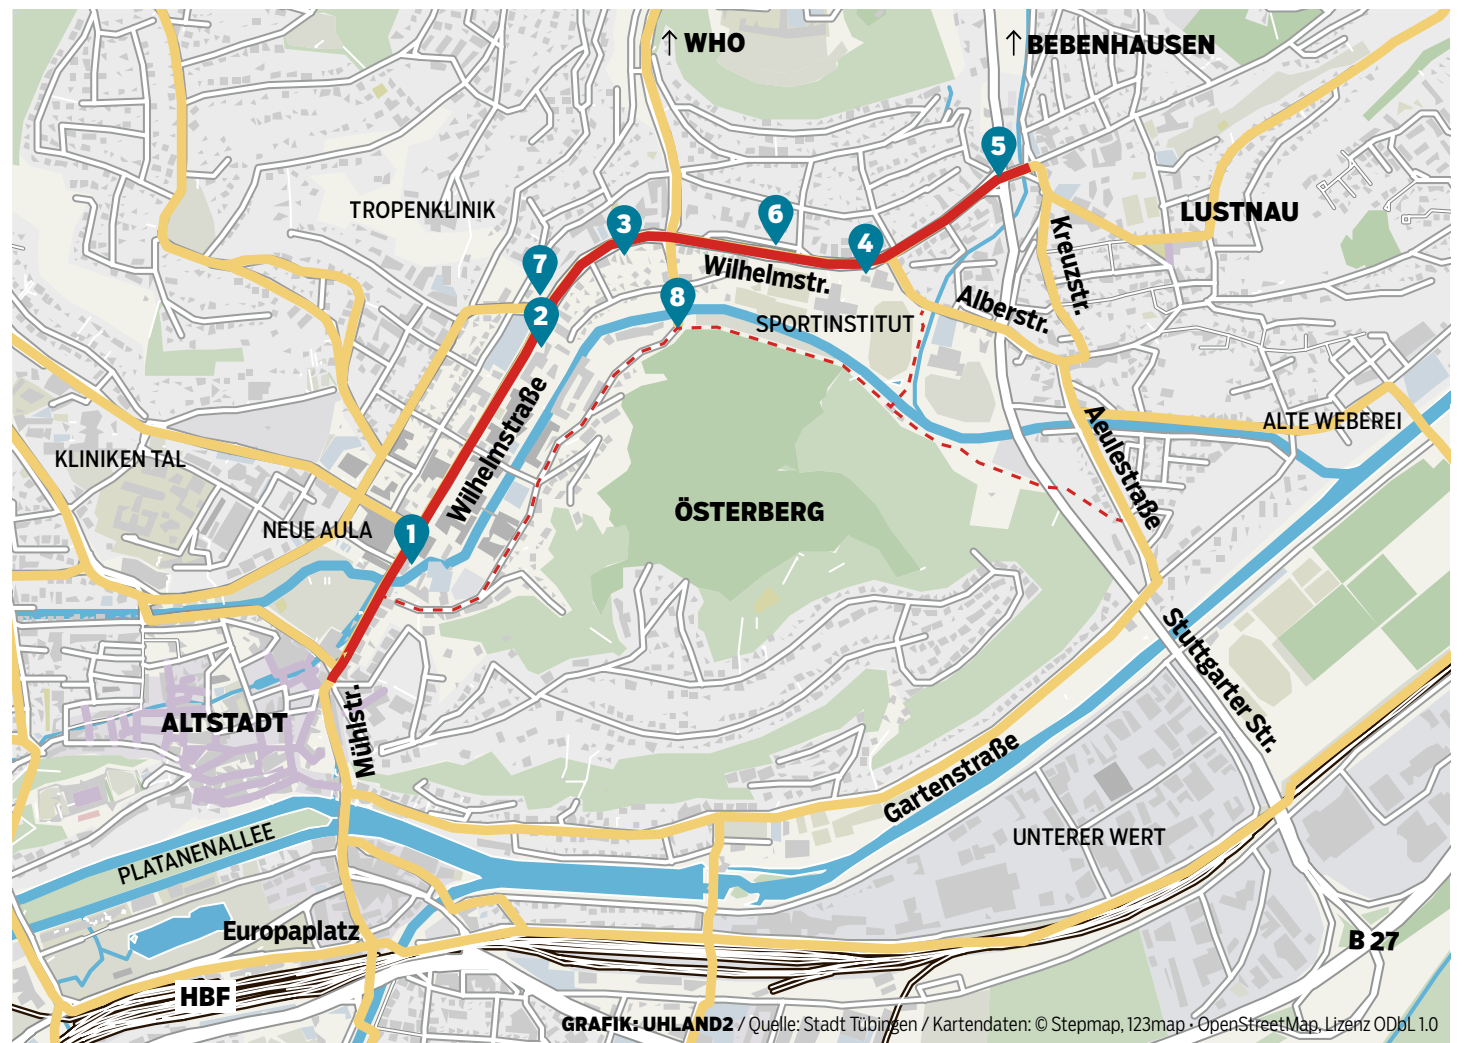 ↑ WHO
↑ BEBENHAUSEN
5
TROPENKLINIK
LUSTNAU
3
6
4
7
Wilhelmstr.
Kreuzstr.
8
2
Alberstr.
SPORTINSTITUT
Wilhelmstraße
ALTE WEBEREI
KLINIKEN TAL
Aeulestraße
ÖSTERBERG
NEUE AULA
1
Stuttgarter Str.
ALTSTADT
Mühlstr.
Gartenstraße
UNTERER WERT
PLATANENALLEE
Europaplatz
B 27
HBF
GRAFIK: UHLAND2 / Quelle: Stadt Tübingen / Kartendaten: © Stepmap, 123map • OpenStreetMap, Lizenz ODbL 1.0